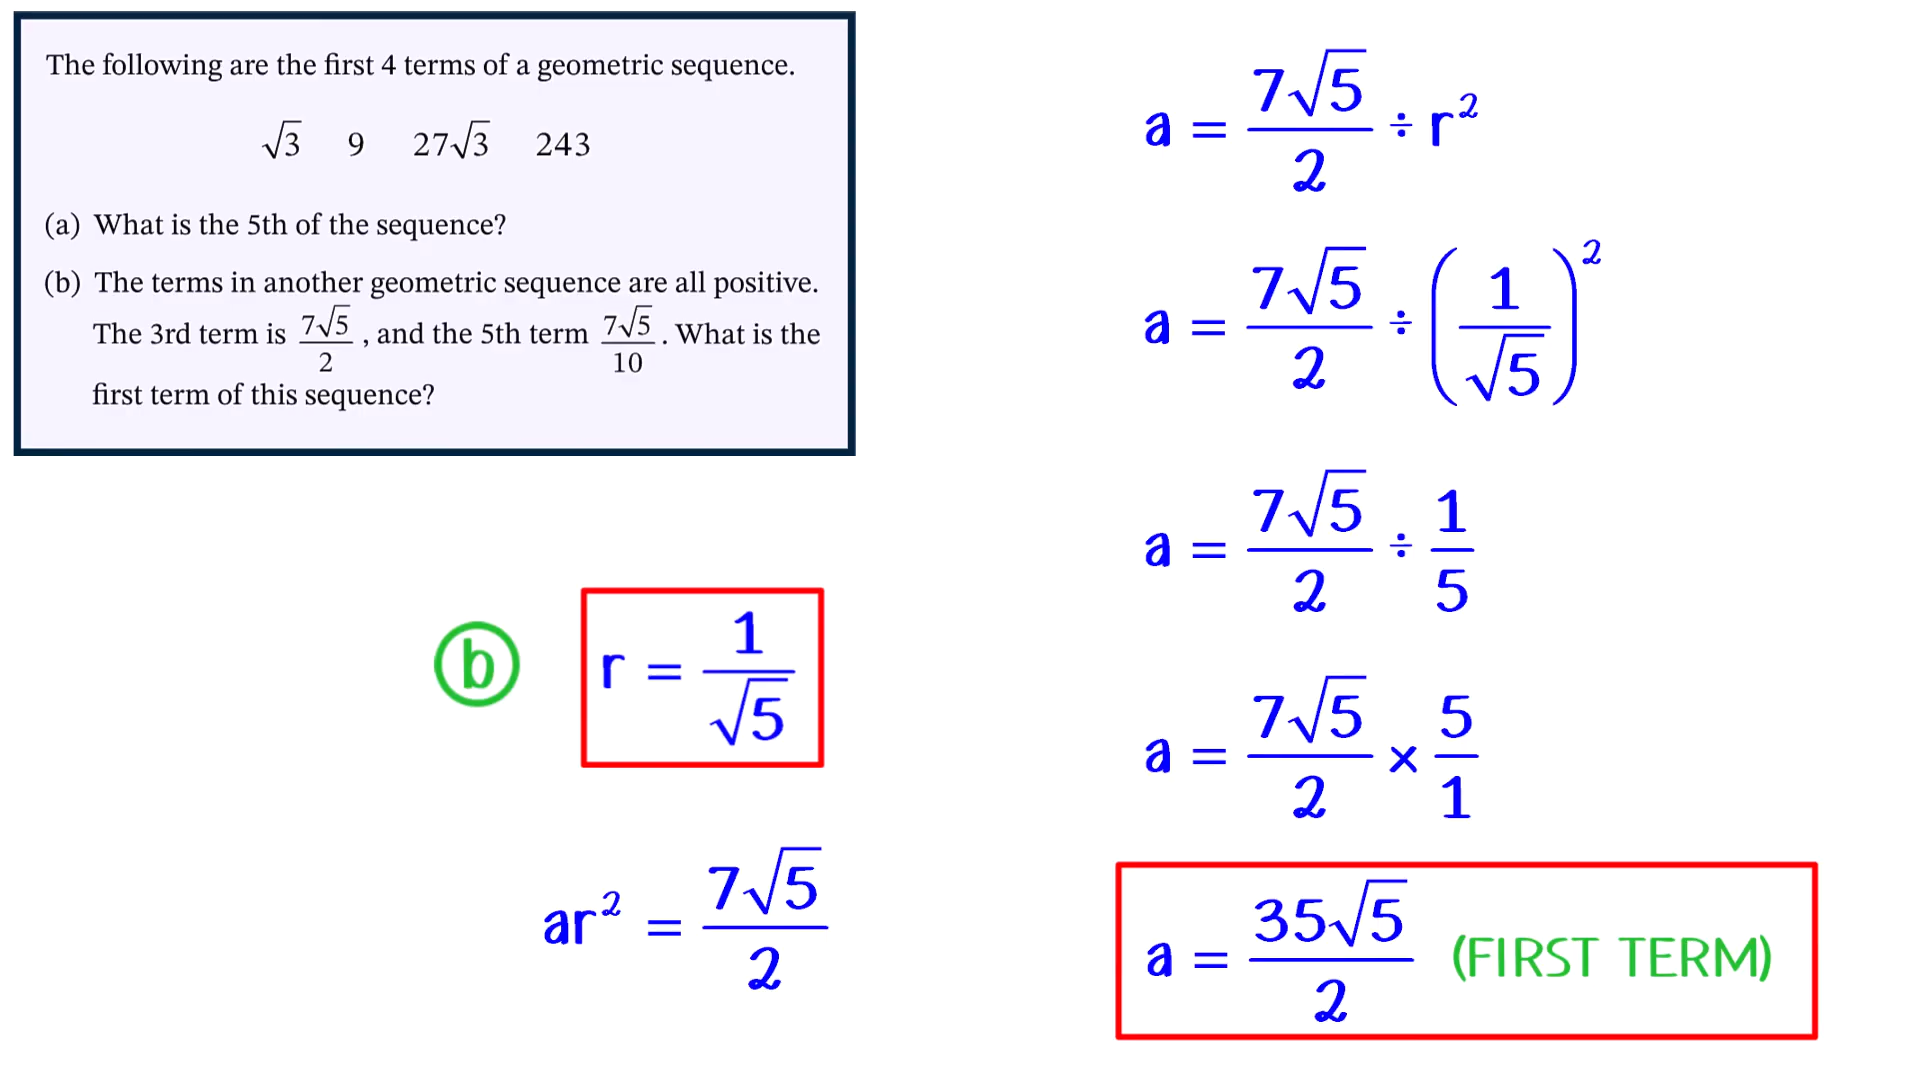 The following are the first 4 terms of a geometric sequence.
√3 9 27√3 243
(a) What is the 5th of the sequence?
(b) The terms in another geometric sequence are all positive.
The 3rd term is 7√5/2 , and the 5th term 7√5/10 . What is the
first term of this sequence?
b r = 1/√5
ar² = 7√5/2
a = 7√5/2 ÷ r²
a = 7√5/2 ÷ (1/√5)²
a = 7√5/2 ÷ 1/5
a = 7√5/2 × 5/1
a = 35√5/2 (FIRST TERM)